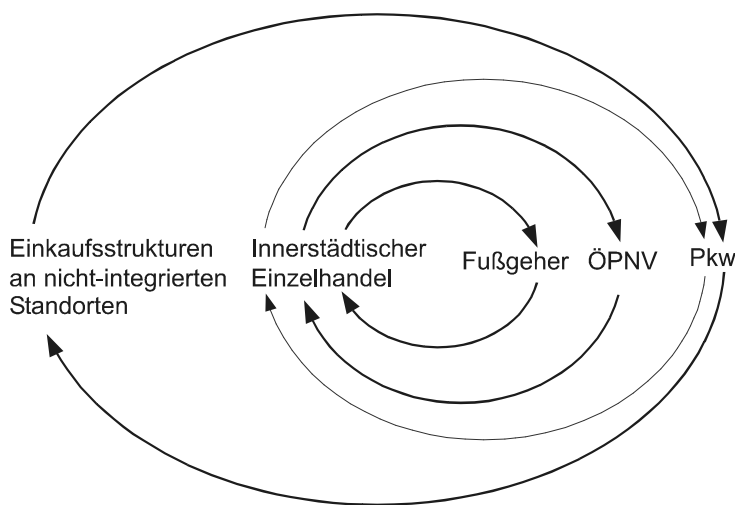 Einkaufsstrukturen
an nicht-integrierten
Standorten
Innerstädtischer
Einzelhandel
Fußgeher
ÖPNV
Pkw